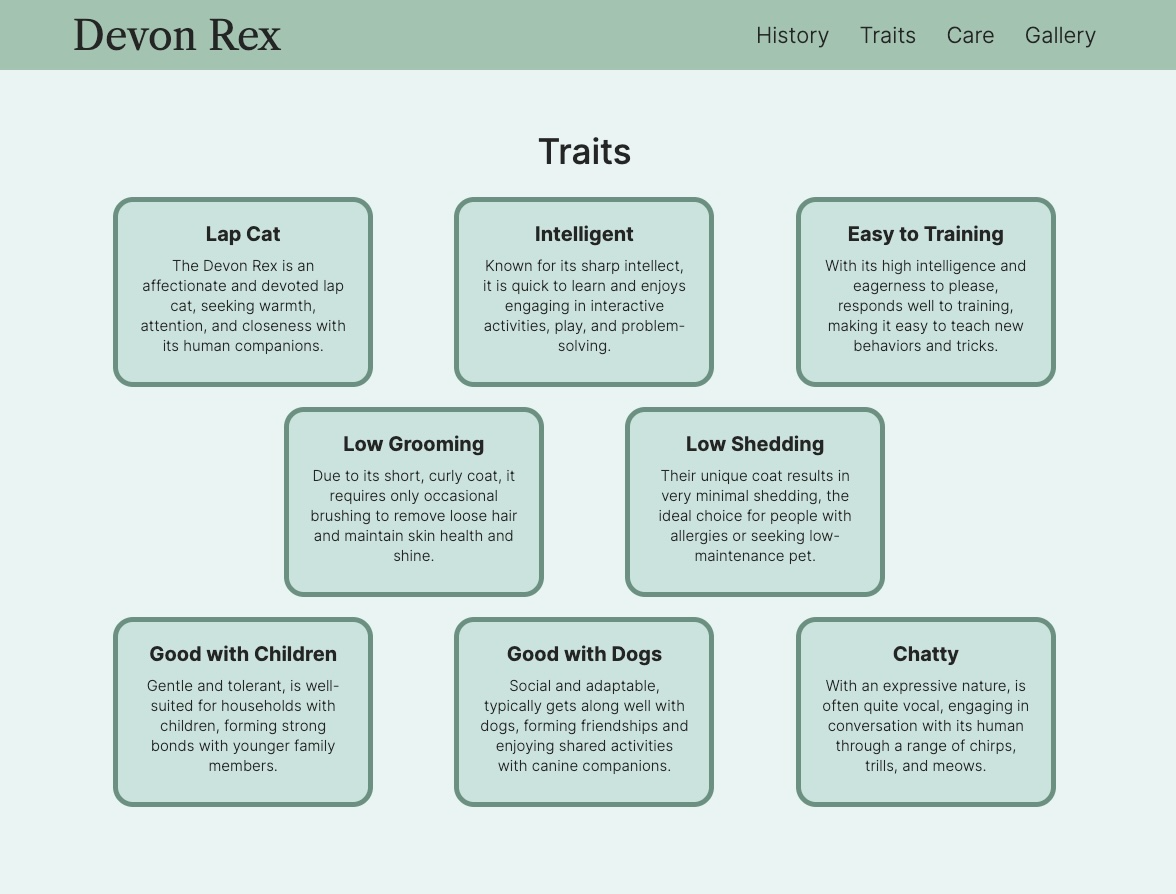 Devon Rex
History Traits Care Gallery
Traits
Lap Cat
The Devon Rex is an
affectionate and devoted lap
cat, seeking warmth,
attention, and closeness with
its human companions.
Intelligent
Known for its sharp intellect,
it is quick to learn and enjoys
engaging in interactive
activities, play, and problem-
solving.
Easy to Training
With its high intelligence and
eagerness to please,
responds well to training,
making it easy to teach new
behaviors and tricks.
Low Grooming
Due to its short, curly coat, it
requires only occasional
brushing to remove loose hair
and maintain skin health and
shine.
Low Shedding
Their unique coat results in
very minimal shedding, the
ideal choice for people with
allergies or seeking low-
maintenance pet.
Good with Children
Gentle and tolerant, is well-
suited for households with
children, forming strong
bonds with younger family
members.
Good with Dogs
Social and adaptable,
typically gets along well with
dogs, forming friendships and
enjoying shared activities
with canine companions.
Chatty
With an expressive nature, is
often quite vocal, engaging in
conversation with its human
through a range of chirps,
trills, and meows.